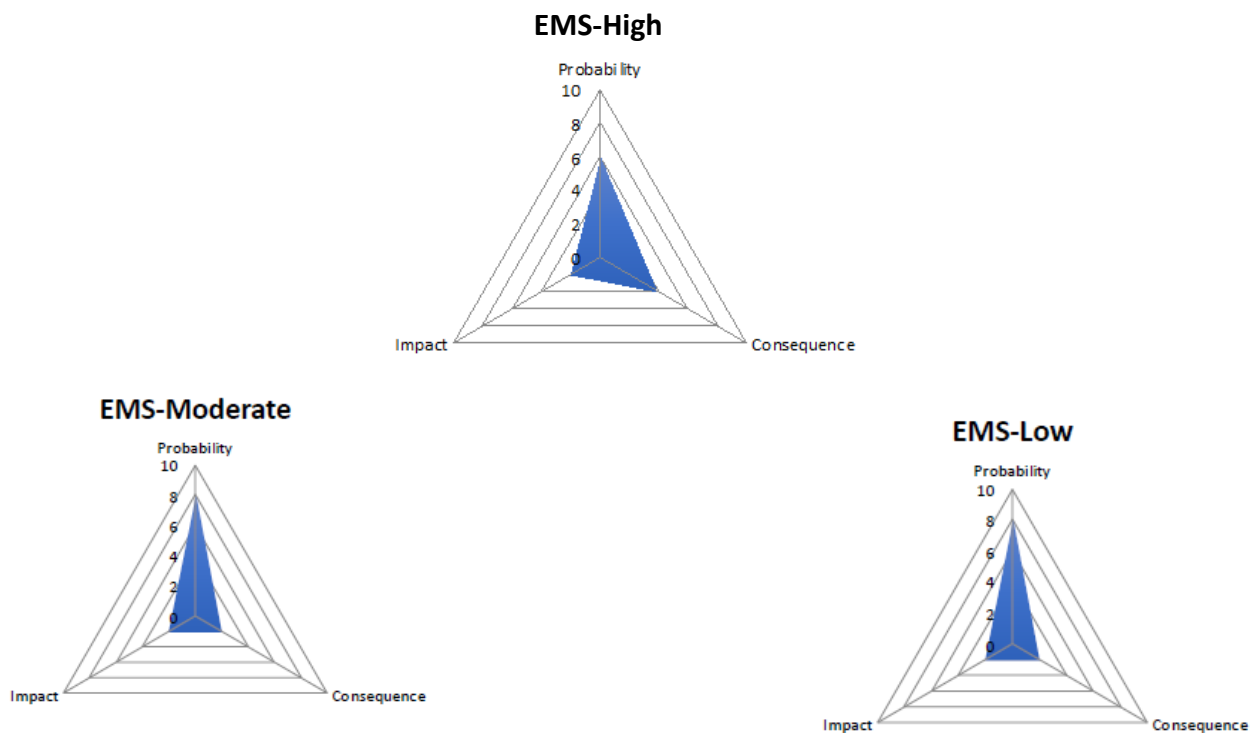 EMS-High
Probability
10
8
6
4
2
0
Impact
Consequence
EMS-Moderate
Probability
10
8
6
4
2
0
Impact
Consequence
EMS-Low
Probability
10
8
6
4
2
0
Impact
Consequence